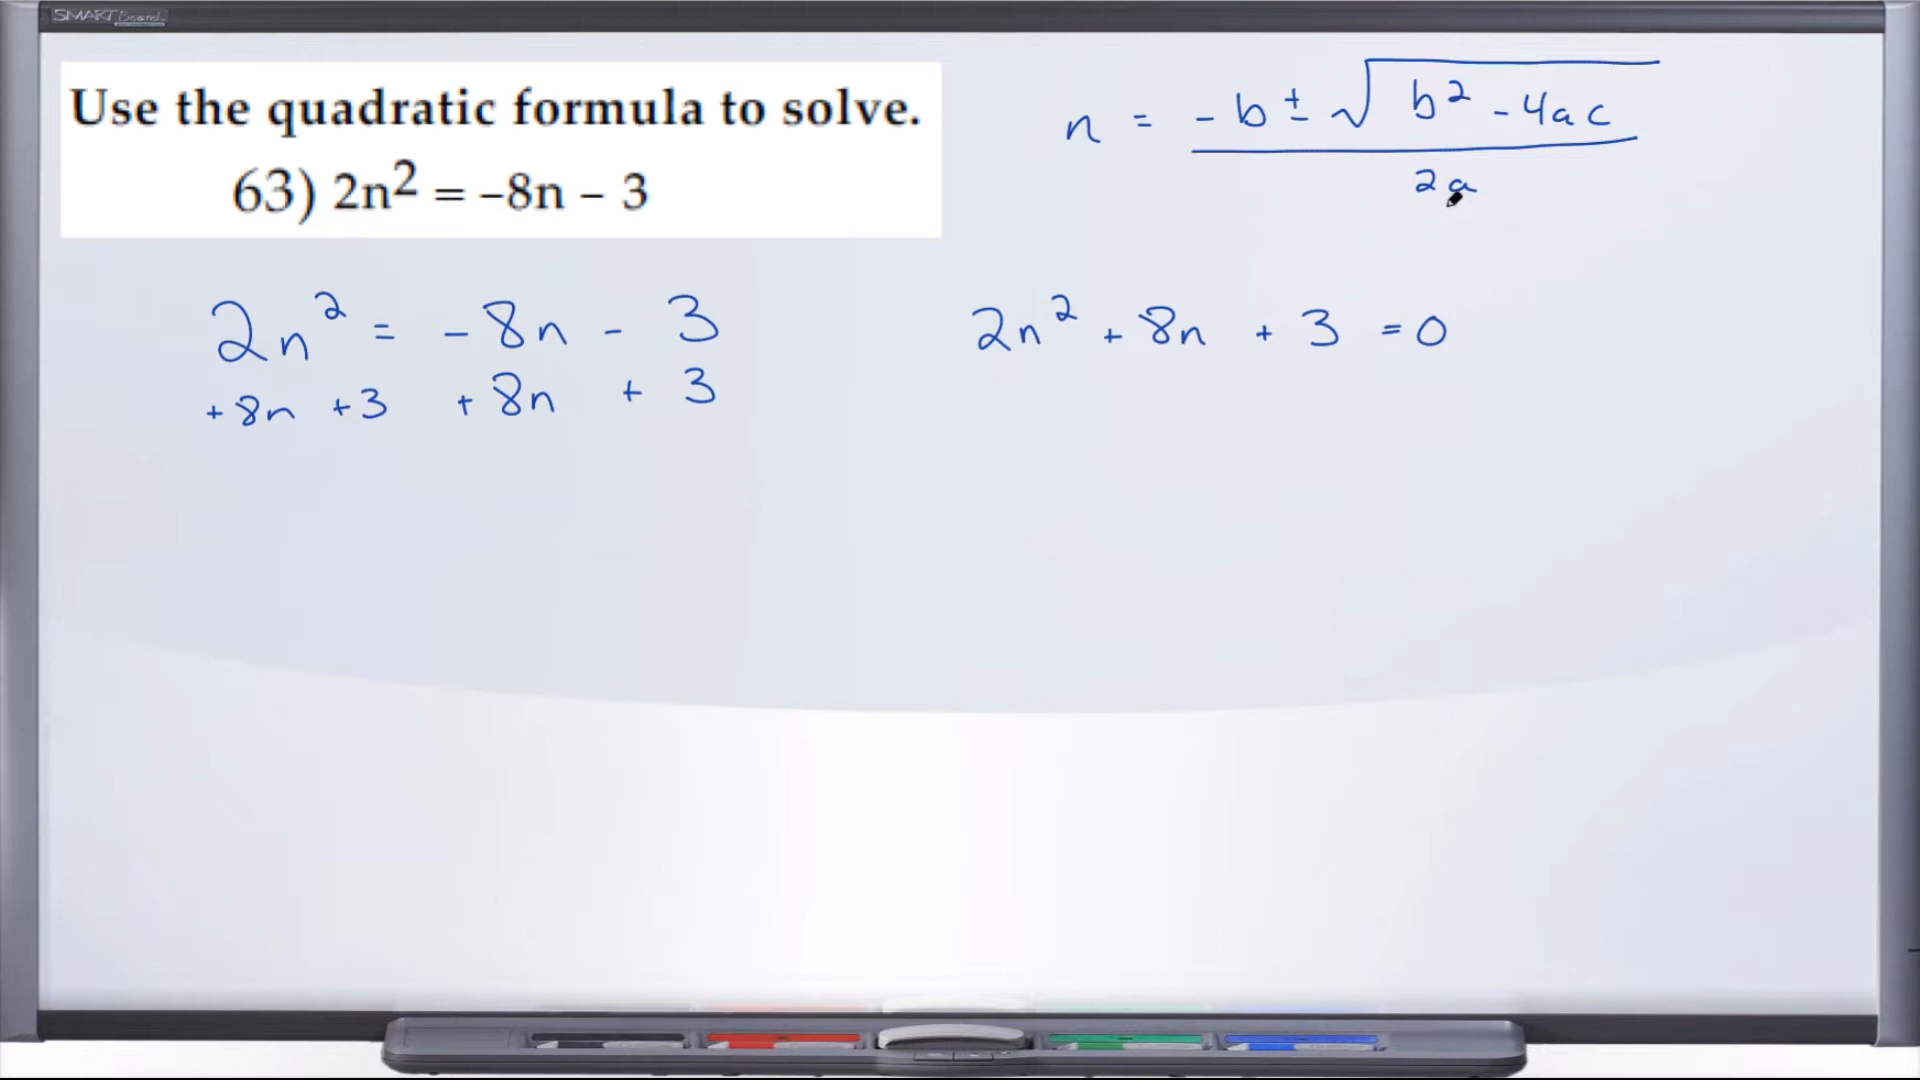 SMART Board
Use the quadratic formula to solve.
63) 2n² = –8n – 3
n = -b ± √(b² - 4ac) / 2a
2n² = -8n - 3
+8n +3 +8n + 3
2n² + 8n + 3 = 0